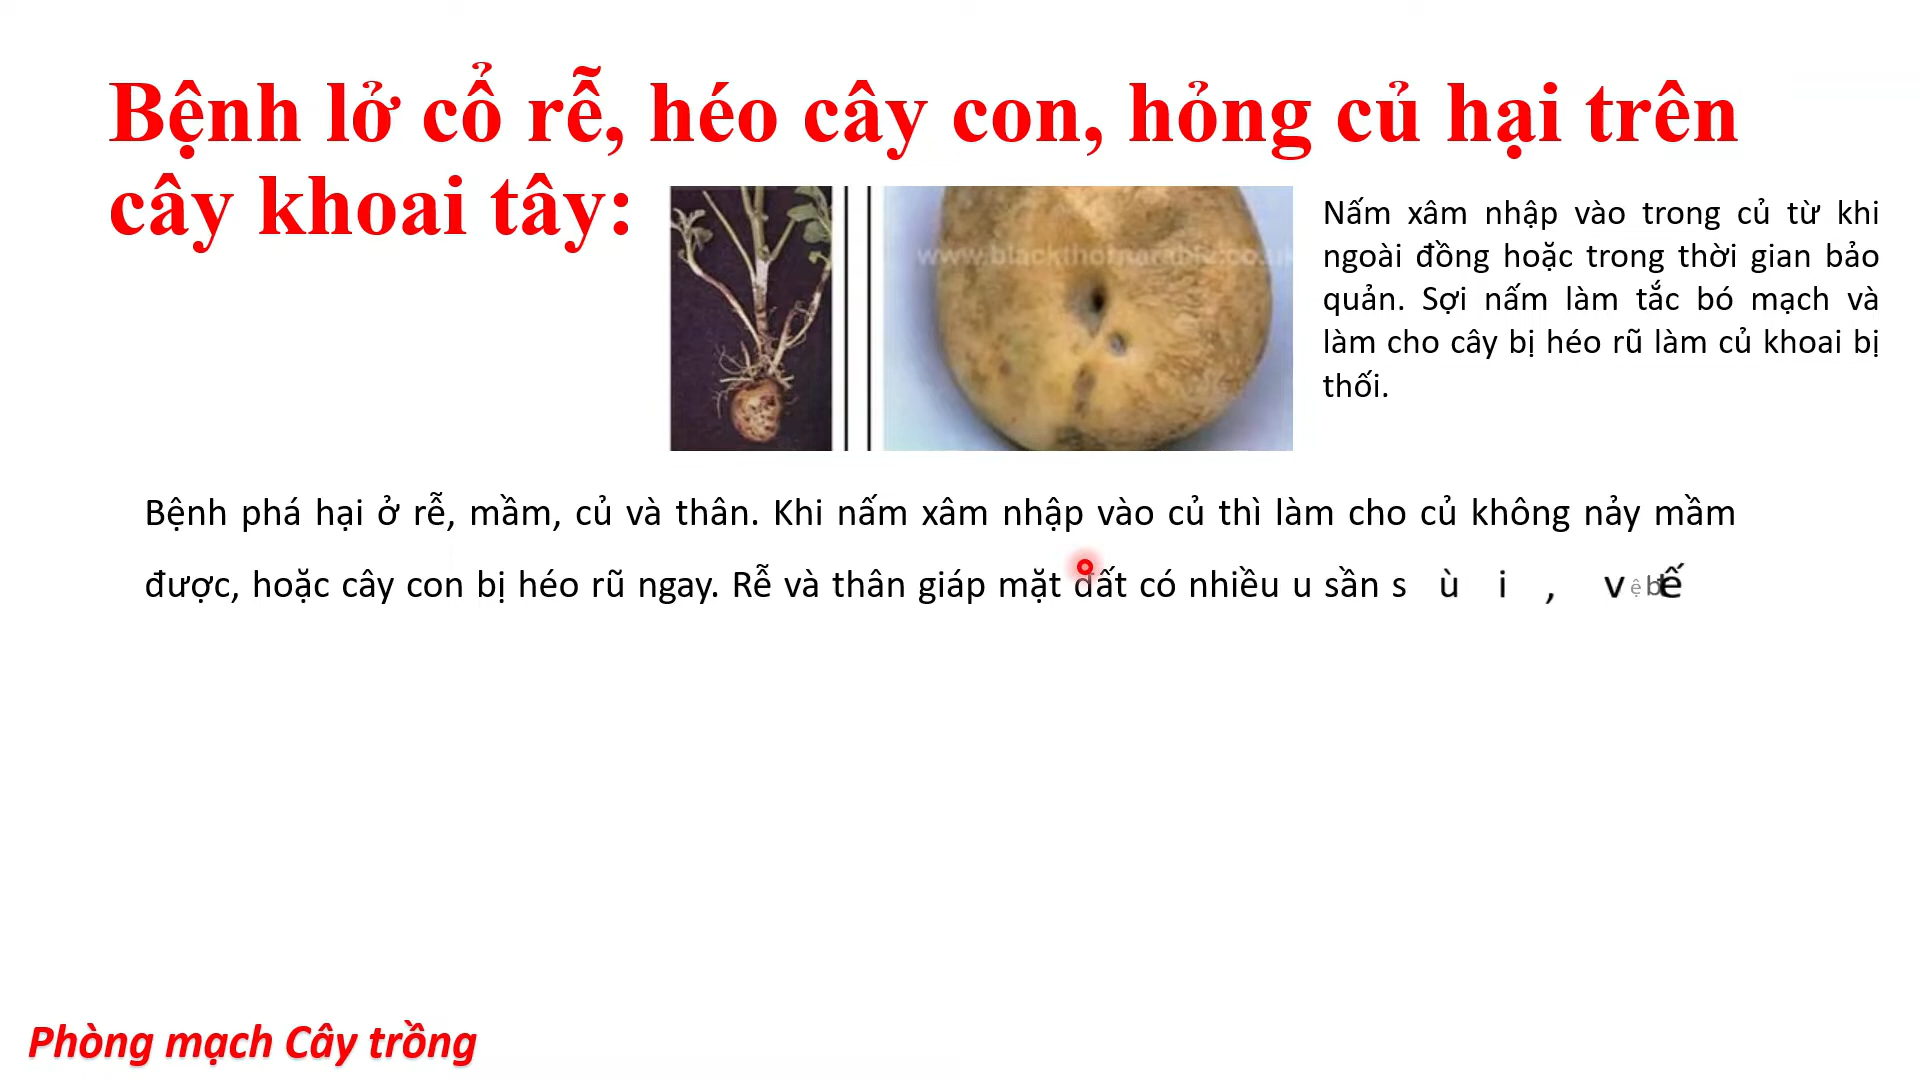 Bệnh lở cổ rễ, héo cây con, hỏng củ hại trên
cây khoai tây:
Nấm xâm nhập vào trong củ từ khi
ngoài đồng hoặc trong thời gian bảo
quản. Sợi nấm làm tắc bó mạch và
làm cho cây bị héo rũ làm củ khoai bị
thối.
Bệnh phá hại ở rễ, mầm, củ và thân. Khi nấm xâm nhập vào củ thì làm cho củ không nảy mầm
được, hoặc cây con bị héo rũ ngay. Rễ và thân giáp mặt đất có nhiều u sần sùi,
Phòng mạch Cây trồng